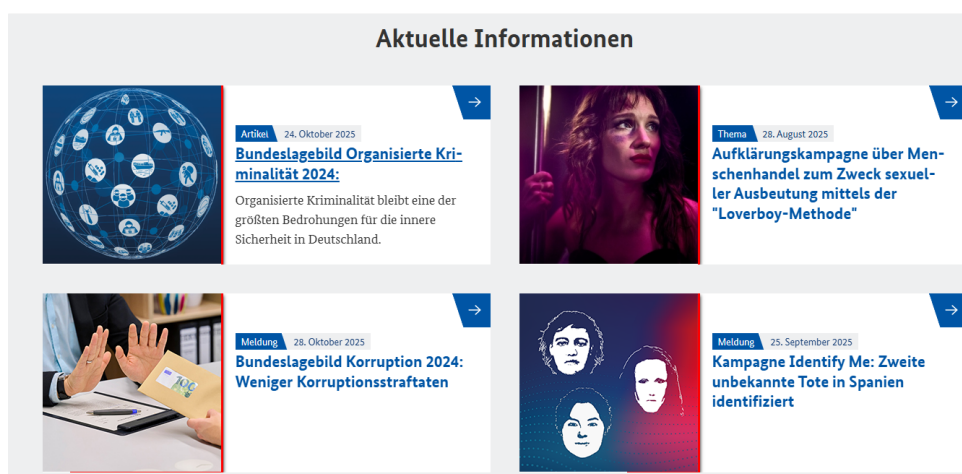 Aktuelle Informationen
Artikel 24. Oktober 2025
Bundeslagebild Organisierte Kri-
minalität 2024:
Organisierte Kriminalität bleibt eine der
größten Bedrohungen für die innere
Sicherheit in Deutschland.
Thema 28. August 2025
Aufklärungskampagne über Men-
schenhandel zum Zweck sexuel-
ler Ausbeutung mittels der
"Loverboy-Methode"
Meldung 28. Oktober 2025
Bundeslagebild Korruption 2024:
Weniger Korruptionsstraftaten
100
Meldung 25. September 2025
Kampagne Identify Me: Zweite
unbekannte Tote in Spanien
identifiziert